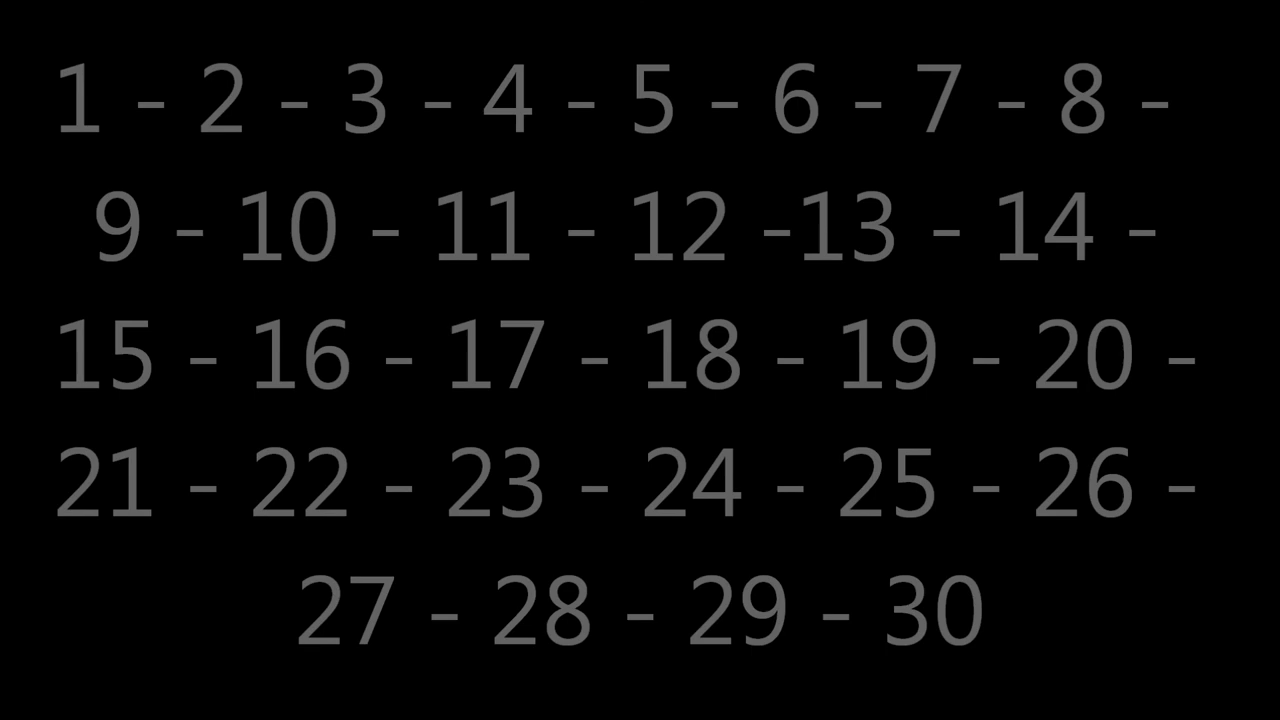 1 - 2 - 3 - 4 - 5 - 6 - 7 - 8 -
9 - 10 - 11 - 12 -13 - 14 -
15 - 16 - 17 - 18 - 19 - 20 -
21 - 22 - 23 - 24 - 25 - 26 -
27 - 28 - 29 - 30